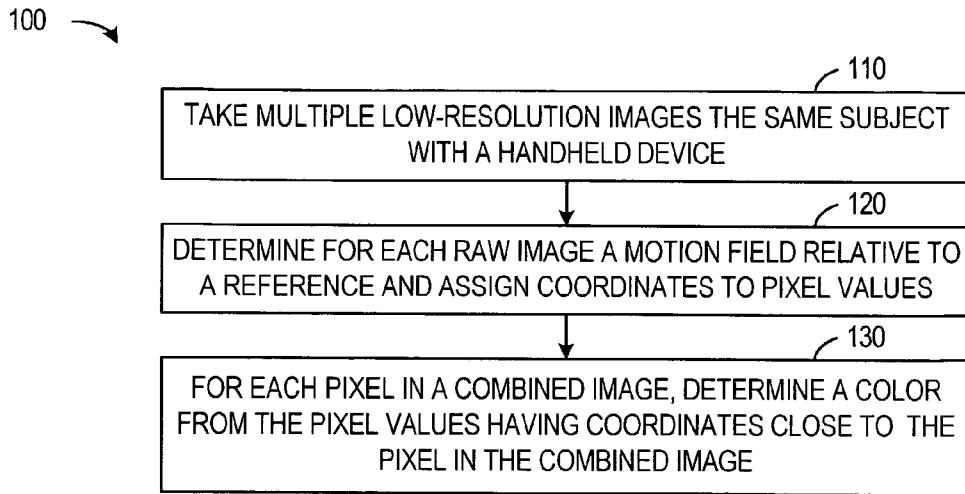 100
110
TAKE MULTIPLE LOW-RESOLUTION IMAGES THE SAME SUBJECT
WITH A HANDHELD DEVICE
120
DETERMINE FOR EACH RAW IMAGE A MOTION FIELD RELATIVE TO
A REFERENCE AND ASSIGN COORDINATES TO PIXEL VALUES
130
FOR EACH PIXEL IN A COMBINED IMAGE, DETERMINE A COLOR
FROM THE PIXEL VALUES HAVING COORDINATES CLOSE TO THE
PIXEL IN THE COMBINED IMAGE